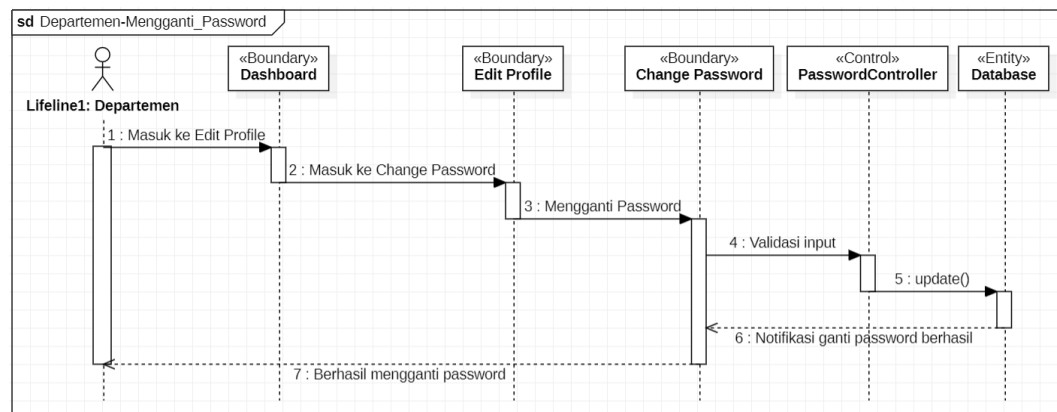 sd Departemen-Mengganti_Password
«Boundary»
Dashboard
«Boundary»
Edit Profile
«Boundary»
Change Password
«Control»
PasswordController
«Entity»
Database
Lifeline1: Departemen
1 : Masuk ke Edit Profile
2 : Masuk ke Change Password
3 : Mengganti Password
4 : Validasi input
5 : update()
6 : Notifikasi ganti password berhasil
7 : Berhasil mengganti password